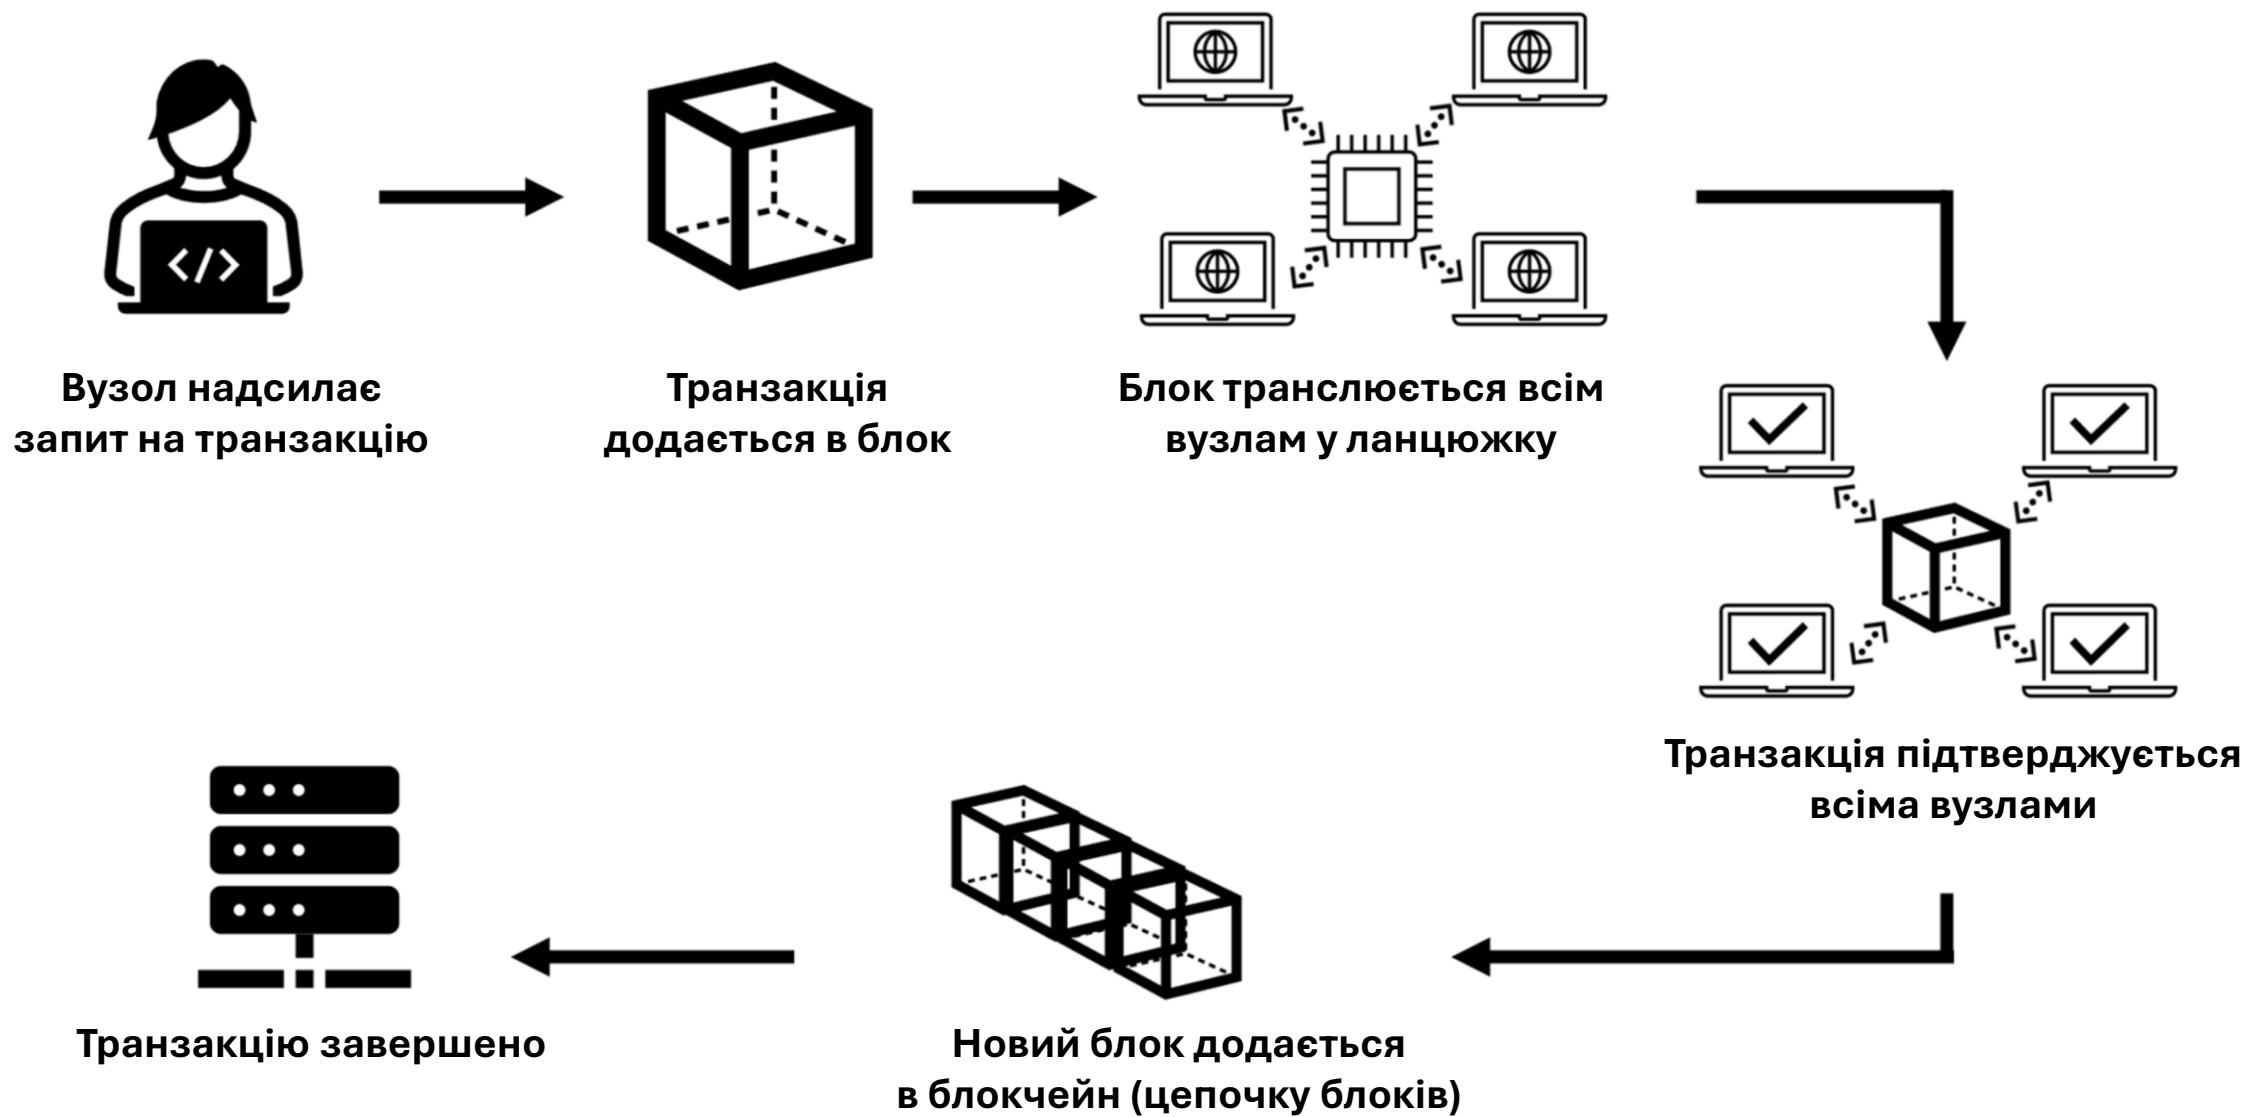 </>
Вузол надсилає
запит на транзакцію
Транзакція
додається в блок
Блок транслюється всім
вузлам у ланцюжку
Транзакція підтверджується
всіма вузлами
Новий блок додається
в блокчейн (цепочку блоків)
Транзакцію завершено